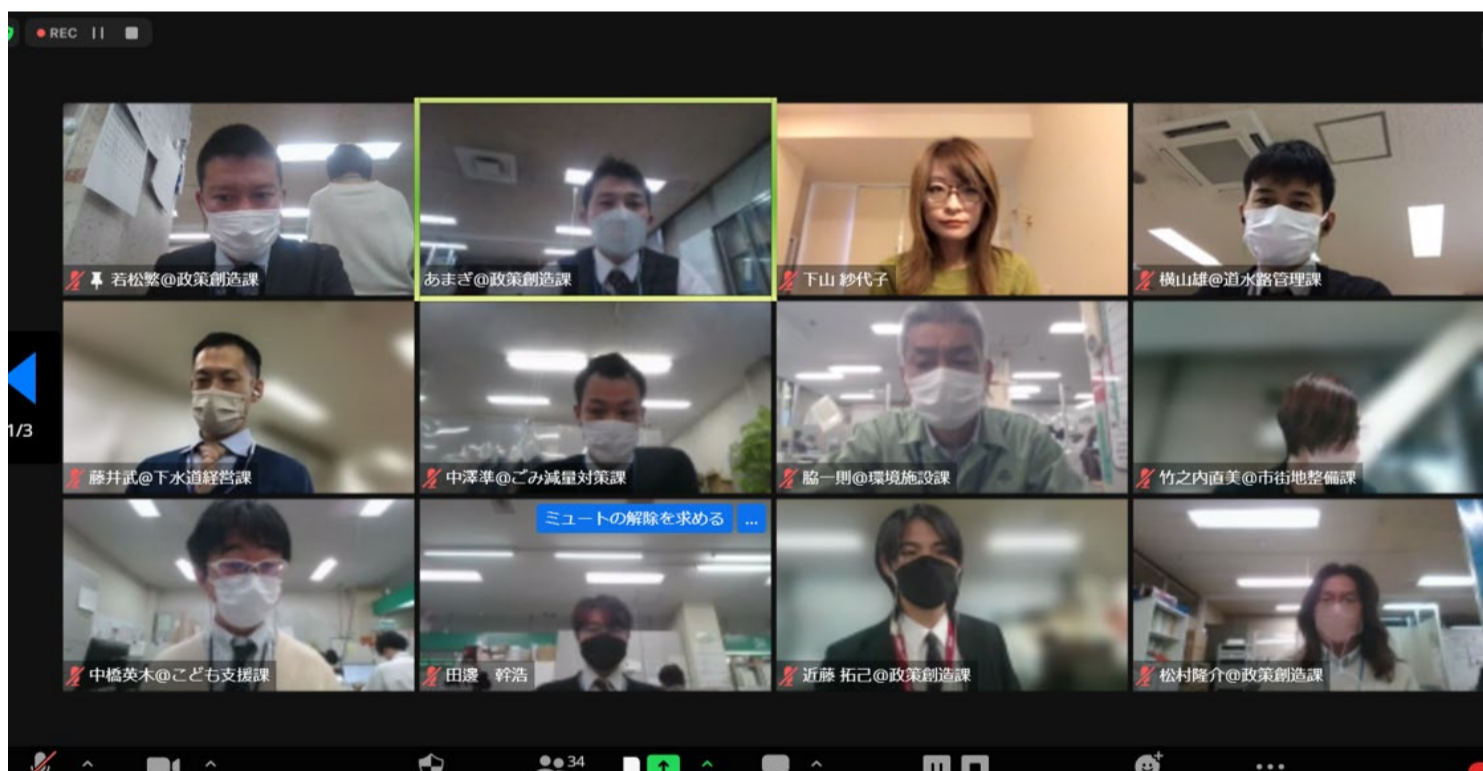 REC
若松繁@政策創造課
あまぎ@政策創造課
下山 紗代子
横山雄@道水路管理課
1/3
藤井武@下水道経営課
中澤準@ごみ減量対策課
脇一則@環境施設課
竹之内直美@市街地整備課
ミュートの解除を求める ...
中橋英木@こども支援課
田邊 幹浩
近藤 拓己@政策創造課
松村隆介@政策創造課
34